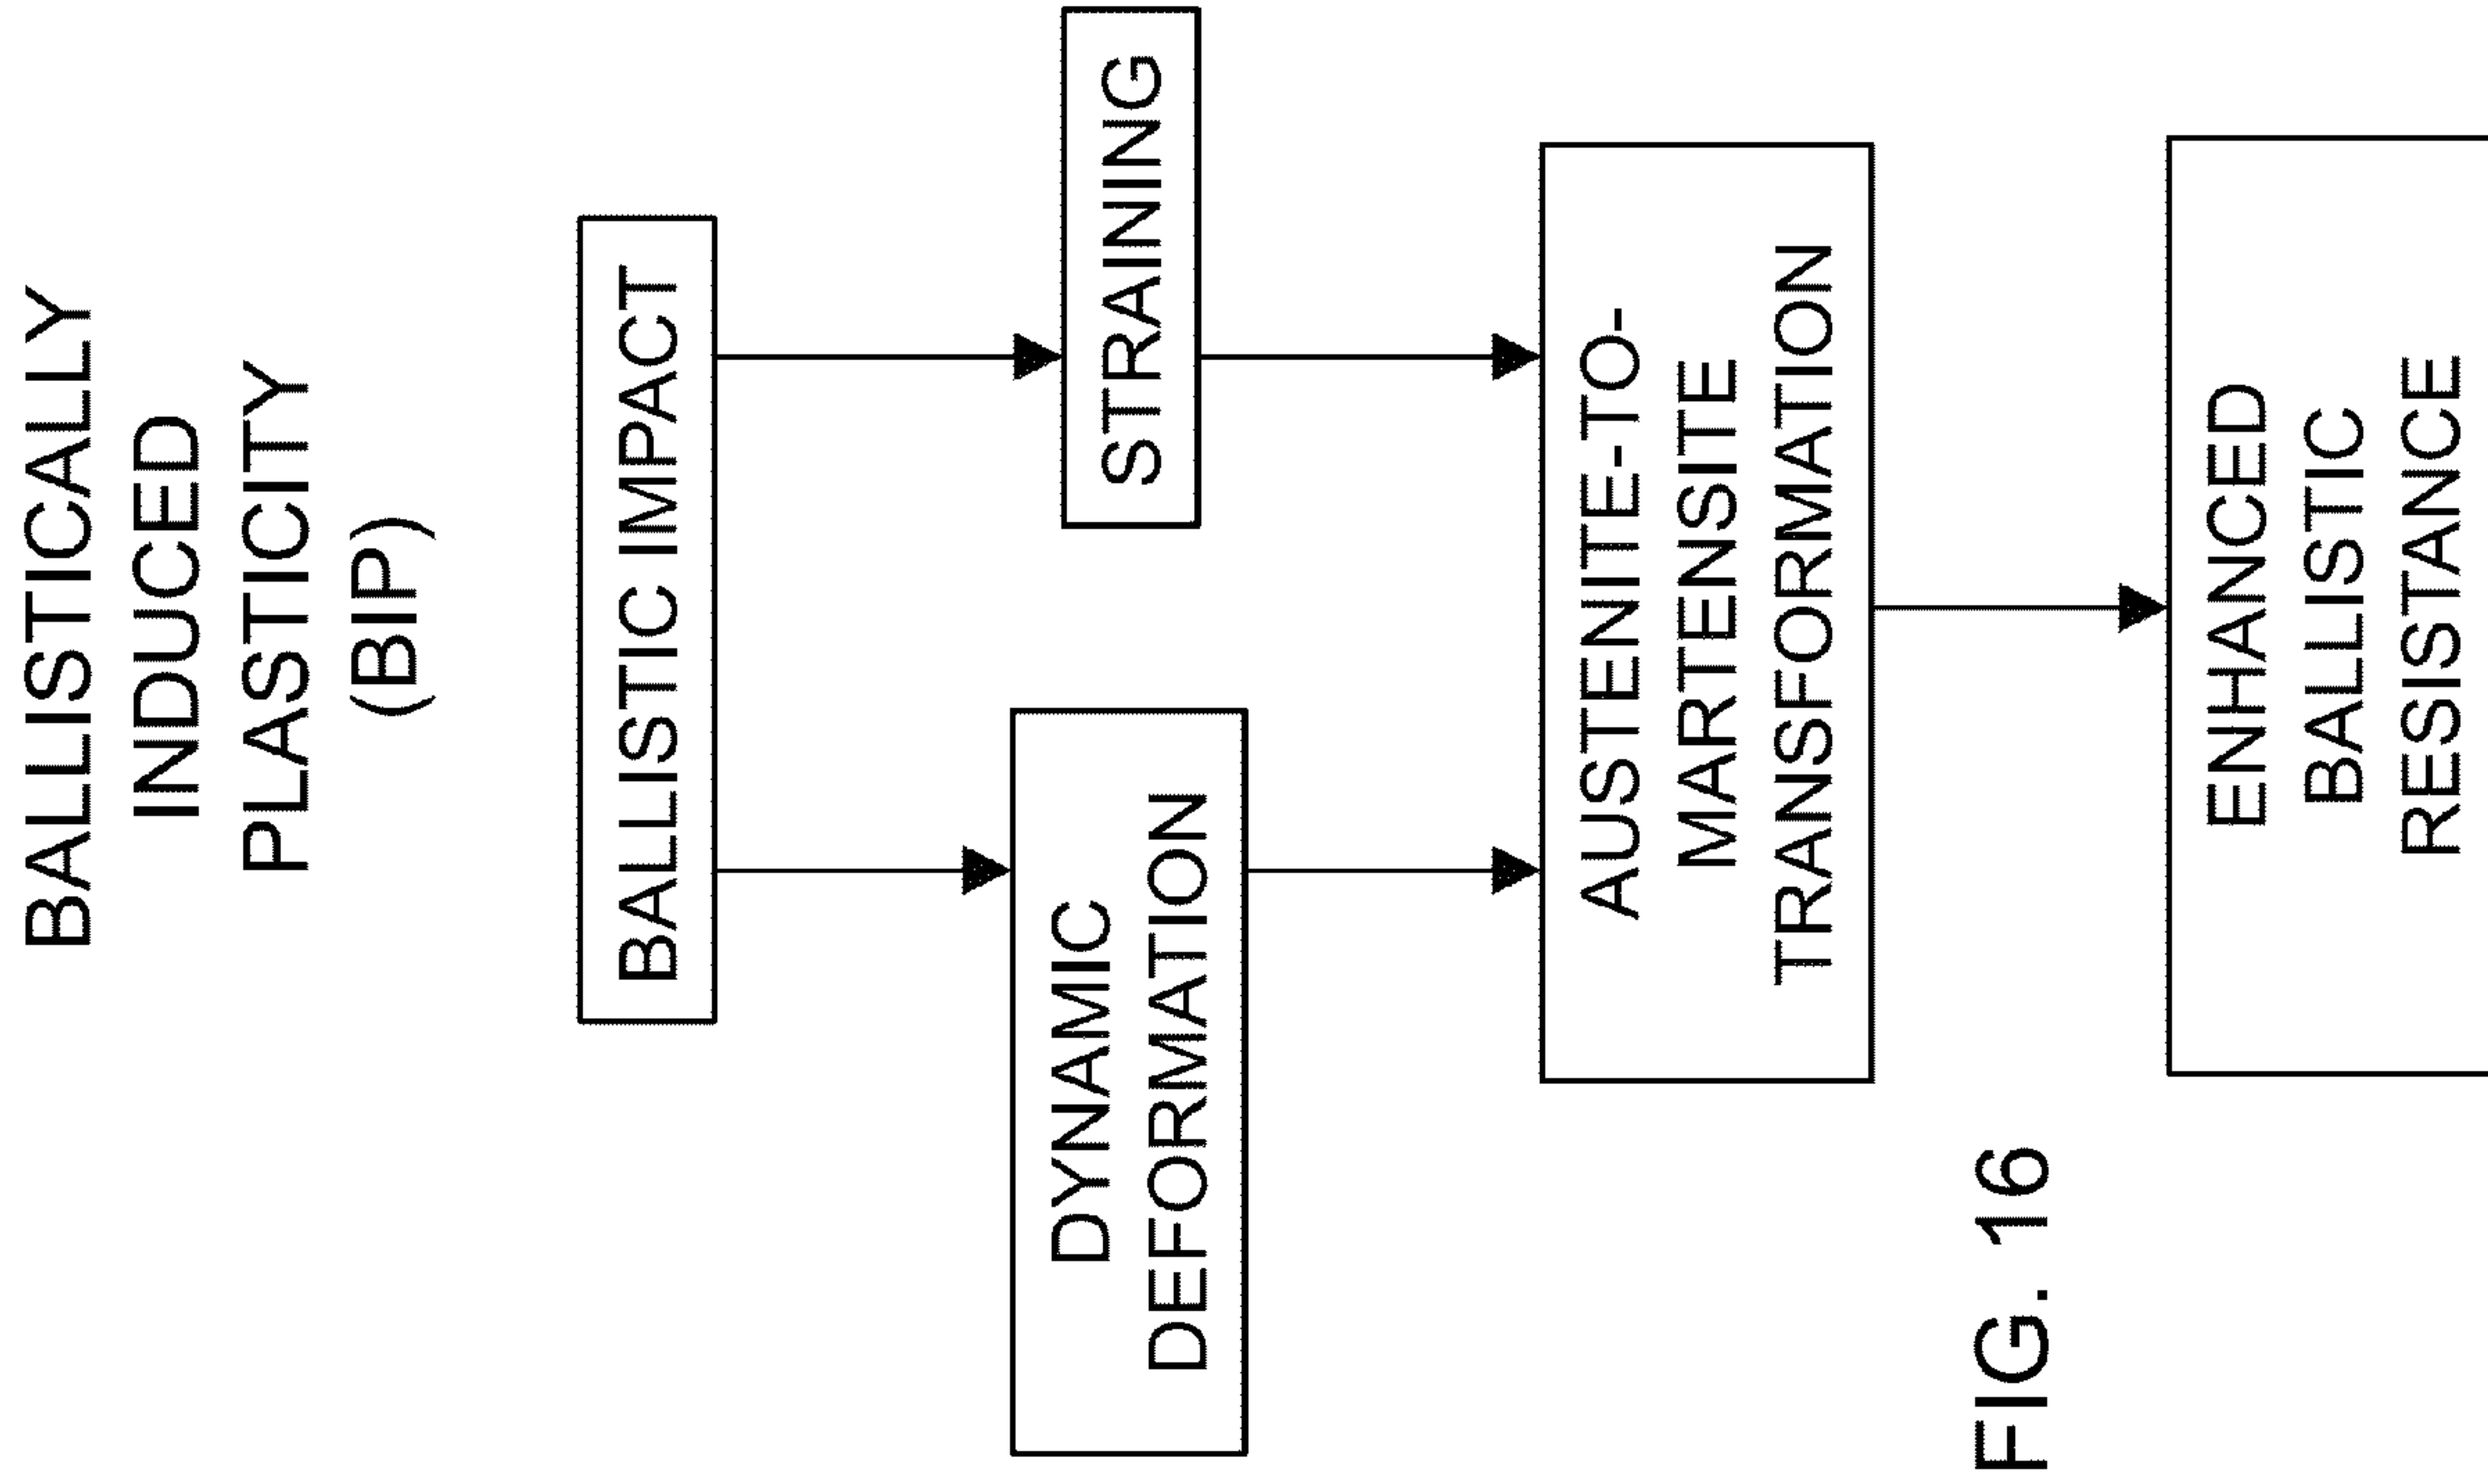 BALLISTICALLY
INDUCED
PLASTICITY
(BIP)
BALLISTIC IMPACT
DYNAMIC
DEFORMATION
STRAINING
AUSTENITE-TO-
MARTENSITE
TRANSFORMATION
ENHANCED
BALLISTIC
RESISTANCE
FIG. 16